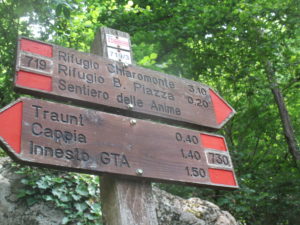 719
Rifugio Chiaromonte 3.10
Rifugio B. Piazza 0.20
Sentiero delle Anime
Traunt 0.40
Cappia 1.40
Innesto GTA 1.50
730